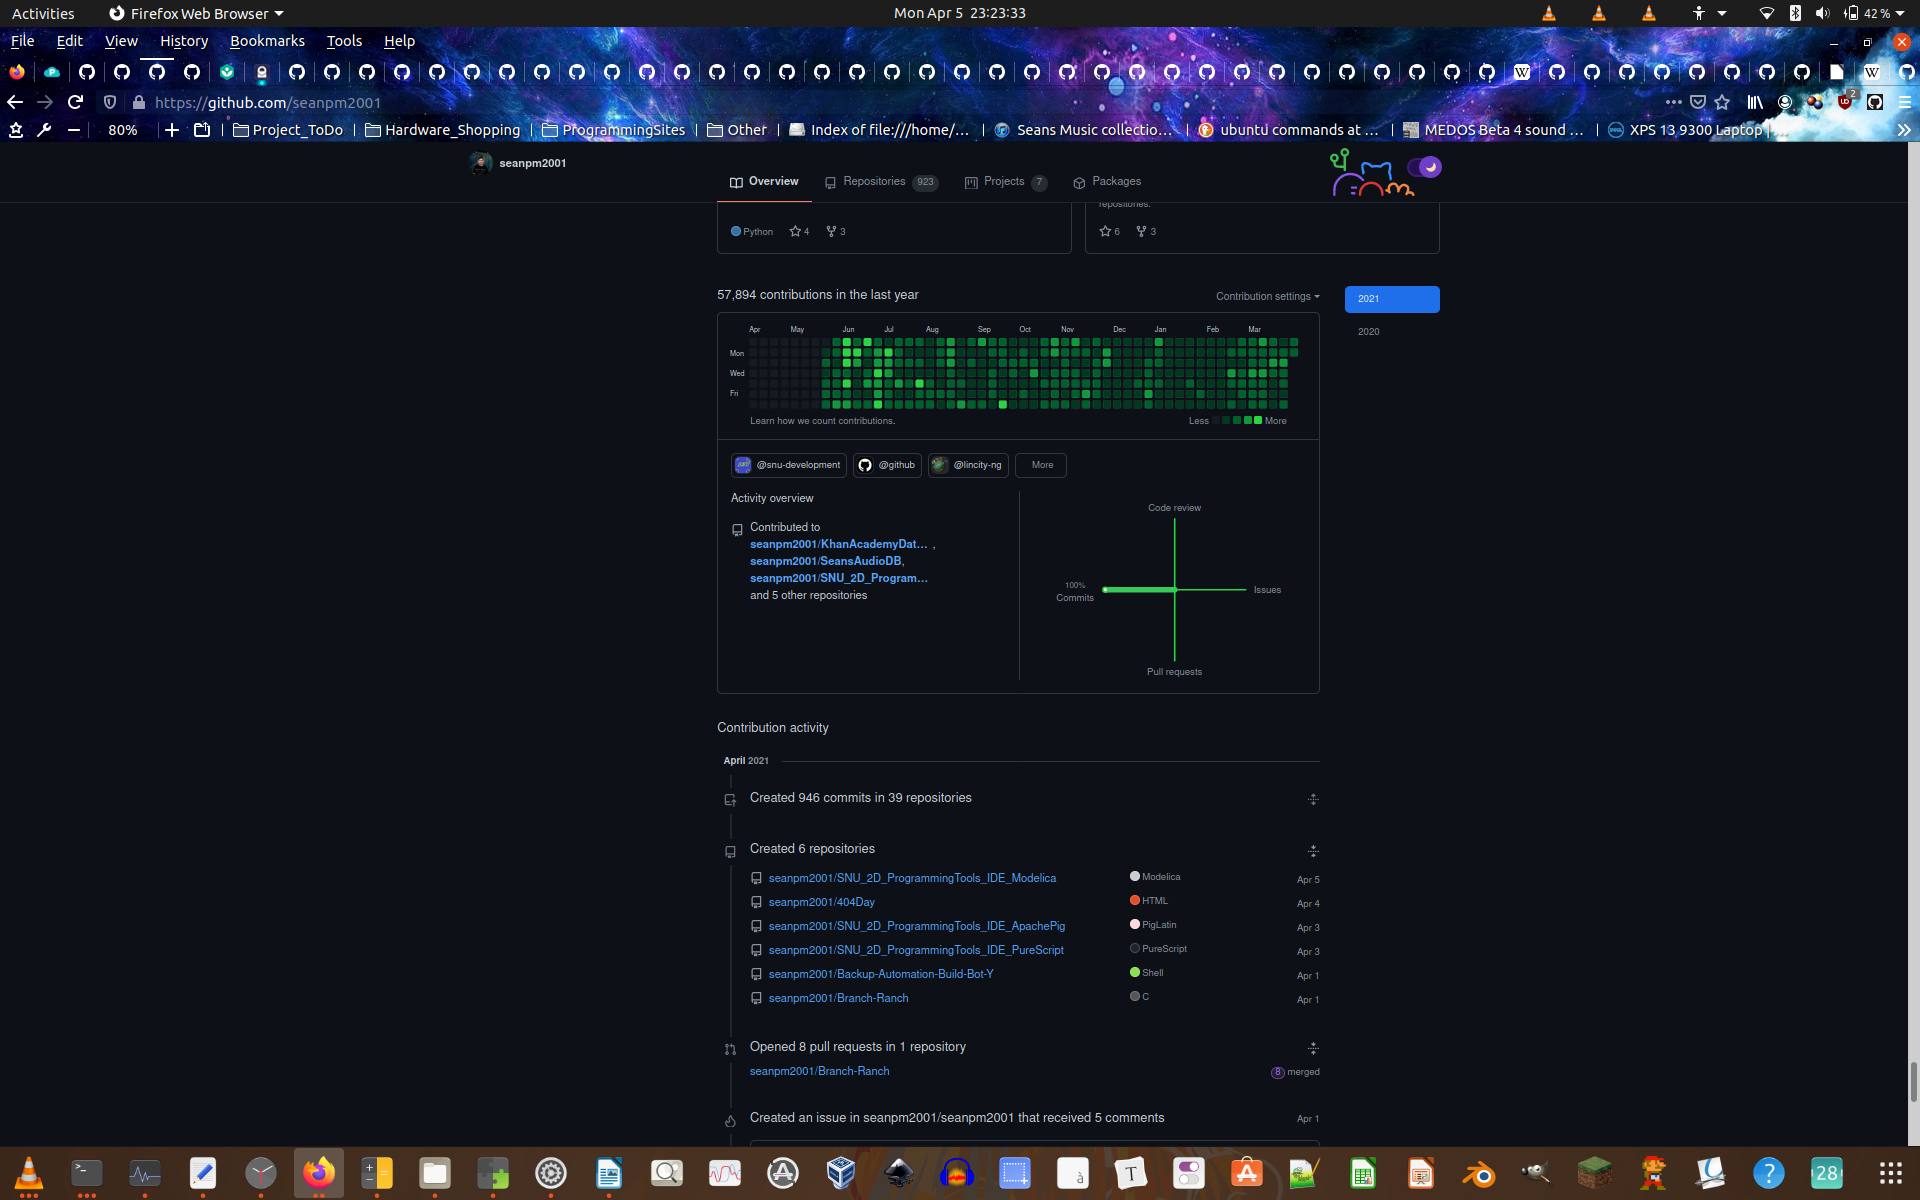 Activities
Firefox Web Browser
Mon Apr 5 23:23:33
42 %
File Edit View History Bookmarks Tools Help
https://github.com/seanpm2001
2
80%
Project_ToDo
Hardware_Shopping
ProgrammingSites
Other
Index of file:///home/…
Seans Music collectio…
ubuntu commands at …
MEDOS Beta 4 sound …
XPS 13 9300 Laptop | …
seanpm2001
Overview
Repositories 923
Projects 7
Packages
repositories.
Python 4 3
6 3
57,894 contributions in the last year
Contribution settings
2021
2020
Apr May Jun Jul Aug Sep Oct Nov Dec Jan Feb Mar
Mon
Wed
Fri
Learn how we count contributions.
Less More
@snu-development
@github
@lincity-ng
More
Activity overview
Contributed to
seanpm2001/KhanAcademyDat… ,
seanpm2001/SeansAudioDB,
seanpm2001/SNU_2D_Program…
and 5 other repositories
Code review
100%
Commits
Issues
Pull requests
Contribution activity
April 2021
Created 946 commits in 39 repositories
Created 6 repositories
seanpm2001/SNU_2D_ProgrammingTools_IDE_Modelica Modelica Apr 5
seanpm2001/404Day HTML Apr 4
seanpm2001/SNU_2D_ProgrammingTools_IDE_ApachePig PigLatin Apr 3
seanpm2001/SNU_2D_ProgrammingTools_IDE_PureScript PureScript Apr 3
seanpm2001/Backup-Automation-Build-Bot-Y Shell Apr 1
seanpm2001/Branch-Ranch C Apr 1
Opened 8 pull requests in 1 repository
seanpm2001/Branch-Ranch 8 merged
Created an issue in seanpm2001/seanpm2001 that received 5 comments Apr 1
28